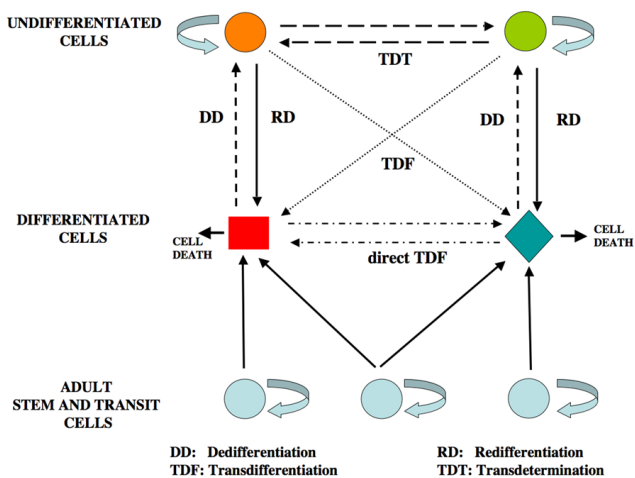 UNDIFFERENTIATED
CELLS
TDT
DD
RD
DD
RD
TDF
DIFFERENTIATED
CELLS
CELL
DEATH
CELL
DEATH
direct TDF
ADULT
STEM AND TRANSIT
CELLS
DD: Dedifferentiation
RD: Redifferentiation
TDF: Transdifferentiation
TDT: Transdetermination